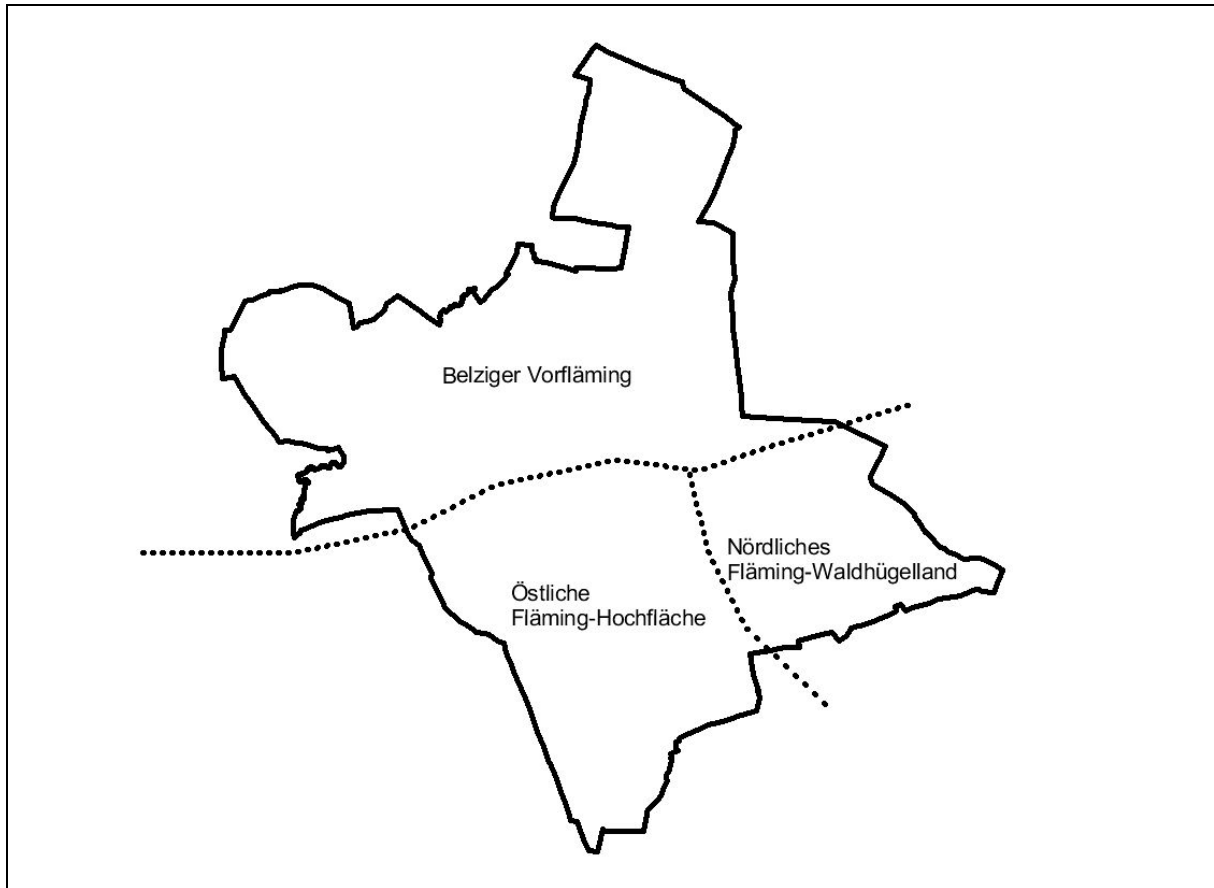 Belziger Vorfläming
Nördliches
Fläming-Waldhügelland
Östliche
Fläming-Hochfläche